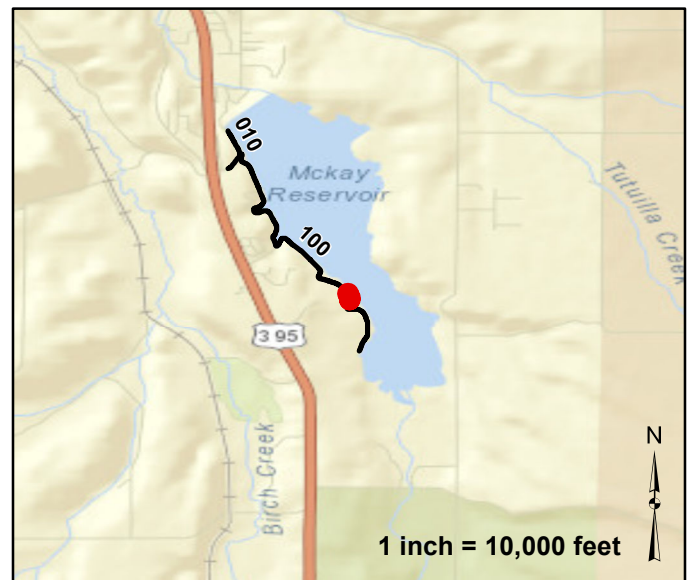 010
Mckay
Reservoir
Tutuilla Creek
100
395
Birch Creek
N
1 inch = 10,000 feet